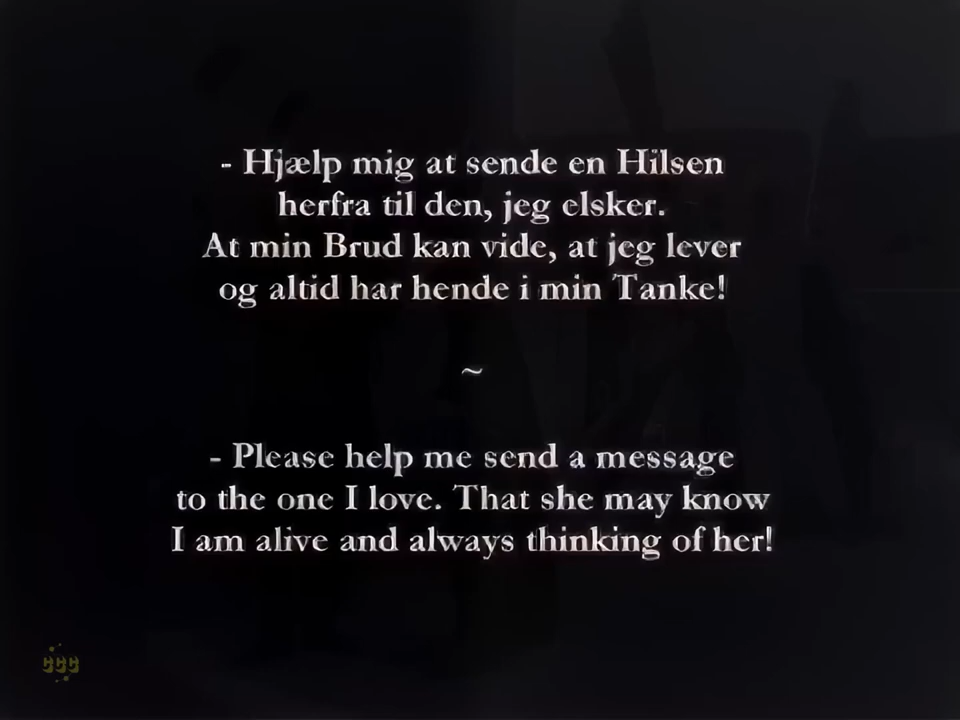 - Hjælp mig at sende en Hilsen
herfra til den, jeg elsker.
At min Brud kan vide, at jeg lever
og altid har hende i min Tanke!
~
- Please help me send a message
to the one I love. That she may know
I am alive and always thinking of her!
CCC